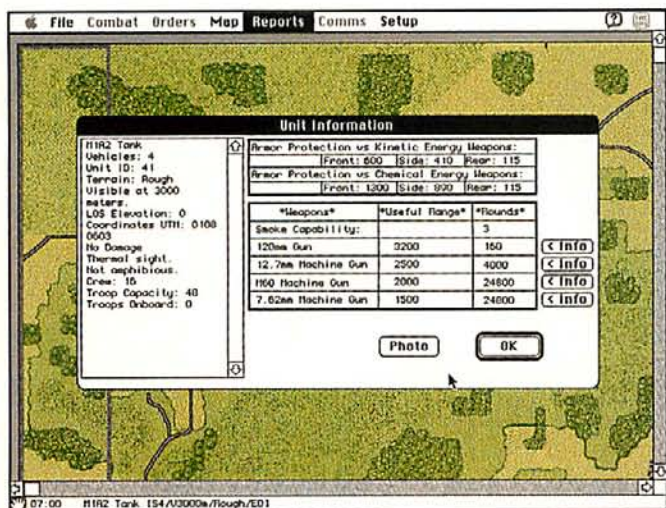 File Combat Orders Map Reports Comms Setup
Unit Information
M1A2 Tank
Vehicles: 4
Unit ID: 41
Terrain: Rough
Visible at 3000
meters.
LOS Elevation: 0
Coordinates UTM: 0108
0603
No Damage
Thermal sight.
Not amphibious.
Crew: 16
Troop Capacity: 40
Troops Onboard: 0
Armor Protection vs Kinetic Energy Weapons:
Front: 600 Side: 410 Rear: 115
Armor Protection vs Chemical Energy Weapons:
Front: 1300 Side: 800 Rear: 115
*Weapons* *Useful Range* *Rounds*
Smoke Capability: 3
120mm Gun 3200 160 < Info
12.7mm Machine Gun 2500 4000 < Info
M60 Machine Gun 2000 24800 < Info
7.62mm Machine Gun 1500 24000 < Info
Photo OK
07:00 M1A2 Tank [S4/V3000m/Rough/E0]